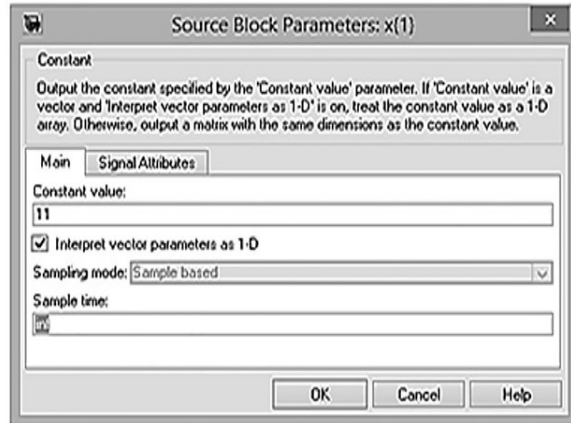 Source Block Parameters: x{1}
Constant
Output the constant specified by the 'Constant value' parameter. If 'Constant value' is a
vector and 'Interpret vector parameters as 1-D' is on, treat the constant value as a 1-D
array. Otherwise, output a matrix with the same dimensions as the constant value.
Main Signal Attributes
Constant value:
11
Interpret vector parameters as 1-D
Sampling mode: Sample based
Sample time:
OK Cancel Help